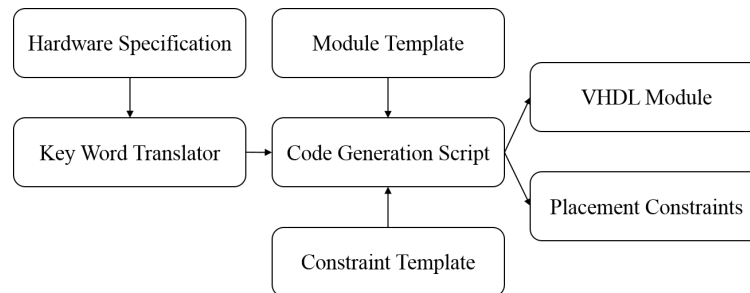 Hardware Specification
Module Template
VHDL Module
Key Word Translator
Code Generation Script
Placement Constraints
Constraint Template